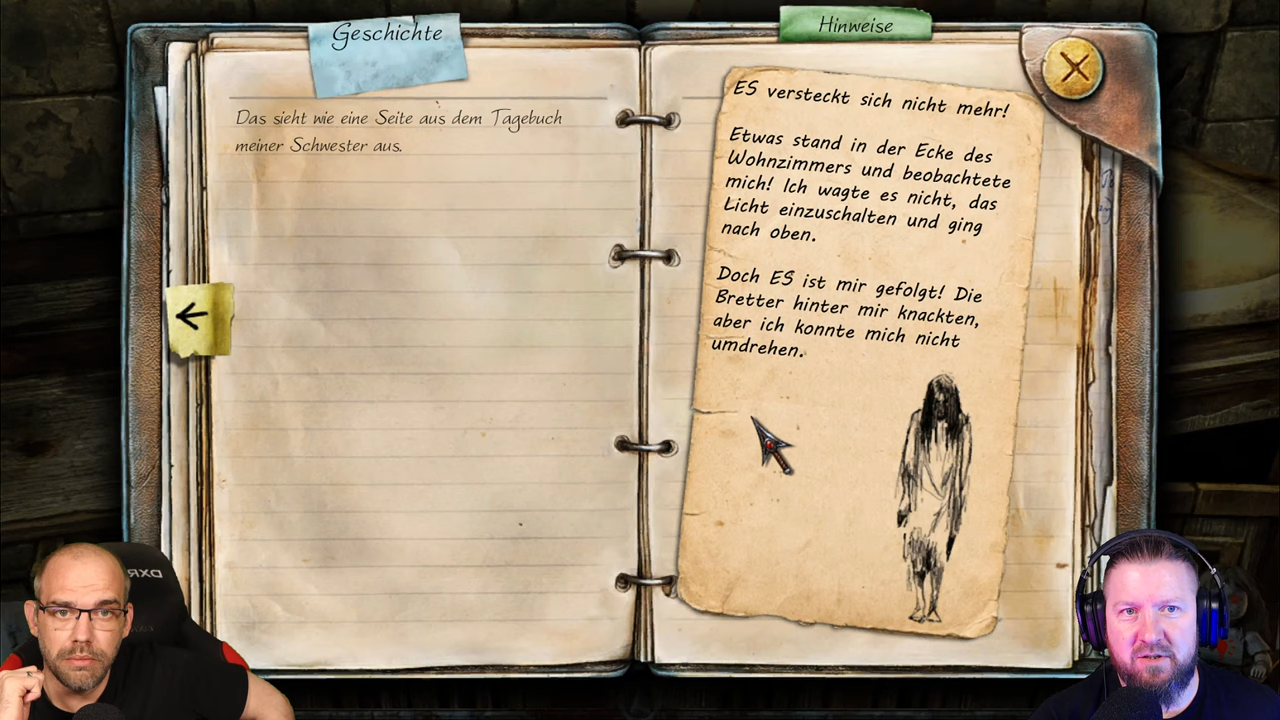 Geschichte
Das sieht wie eine Seite aus dem Tagebuch
meiner Schwester aus.
Hinweise
ES versteckt sich nicht mehr!
Etwas stand in der Ecke des
Wohnzimmers und beobachtete
mich! Ich wagte es nicht, das
Licht einzuschalten und ging
nach oben.
Doch ES ist mir gefolgt! Die
Bretter hinter mir knackten,
aber ich konnte mich nicht
umdrehen.
DXR